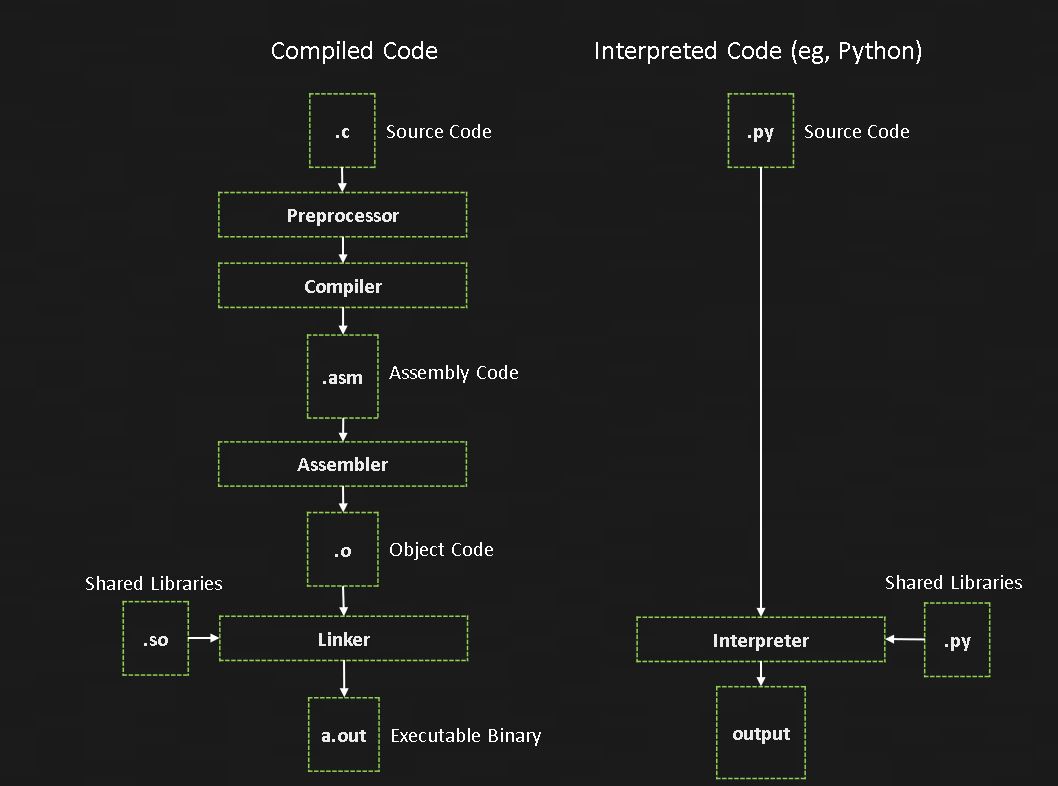 Compiled Code
.c
Source Code
Preprocessor
Compiler
.asm
Assembly Code
Assembler
.o
Object Code
Shared Libraries
.so
Linker
a.out
Executable Binary
Interpreted Code (eg, Python)
.py
Source Code
Shared Libraries
Interpreter
.py
output